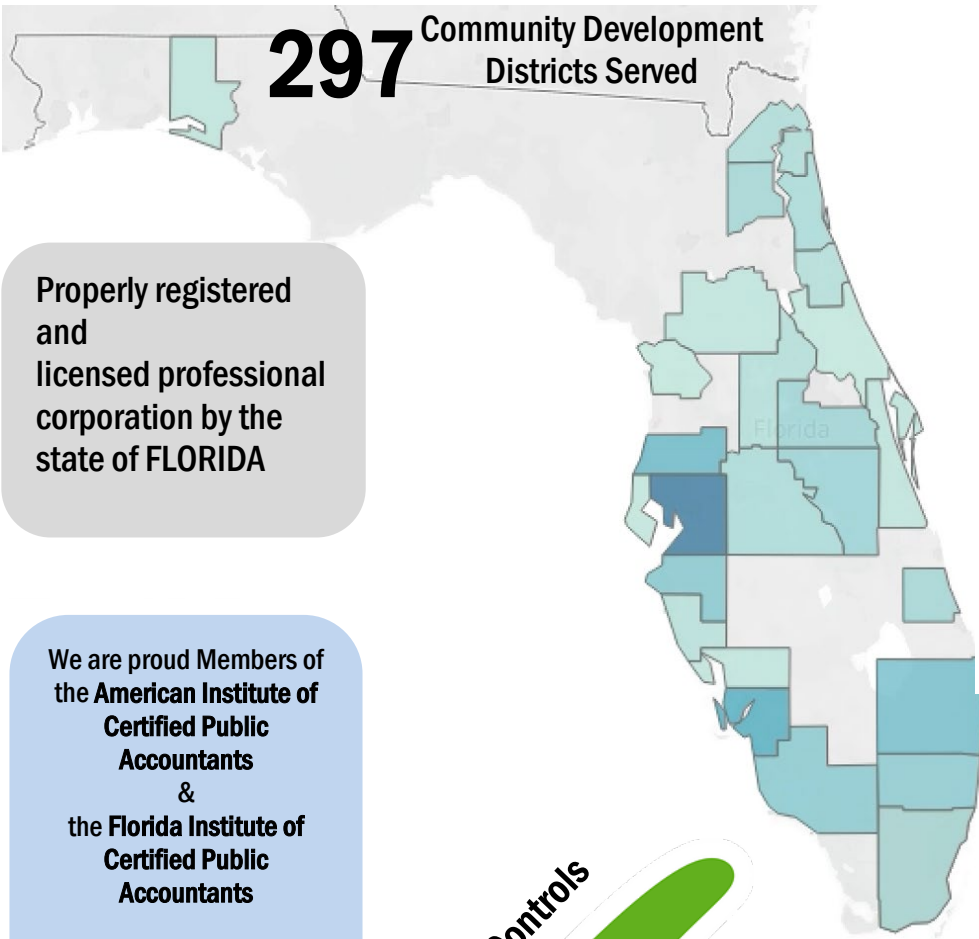 297
Community Development
Districts Served
Properly registered
and
licensed professional
corporation by the
state of FLORIDA
Florida
We are proud Members of
the American Institute of
Certified Public
Accountants
&
the Florida Institute of
Certified Public
Accountants
Controls